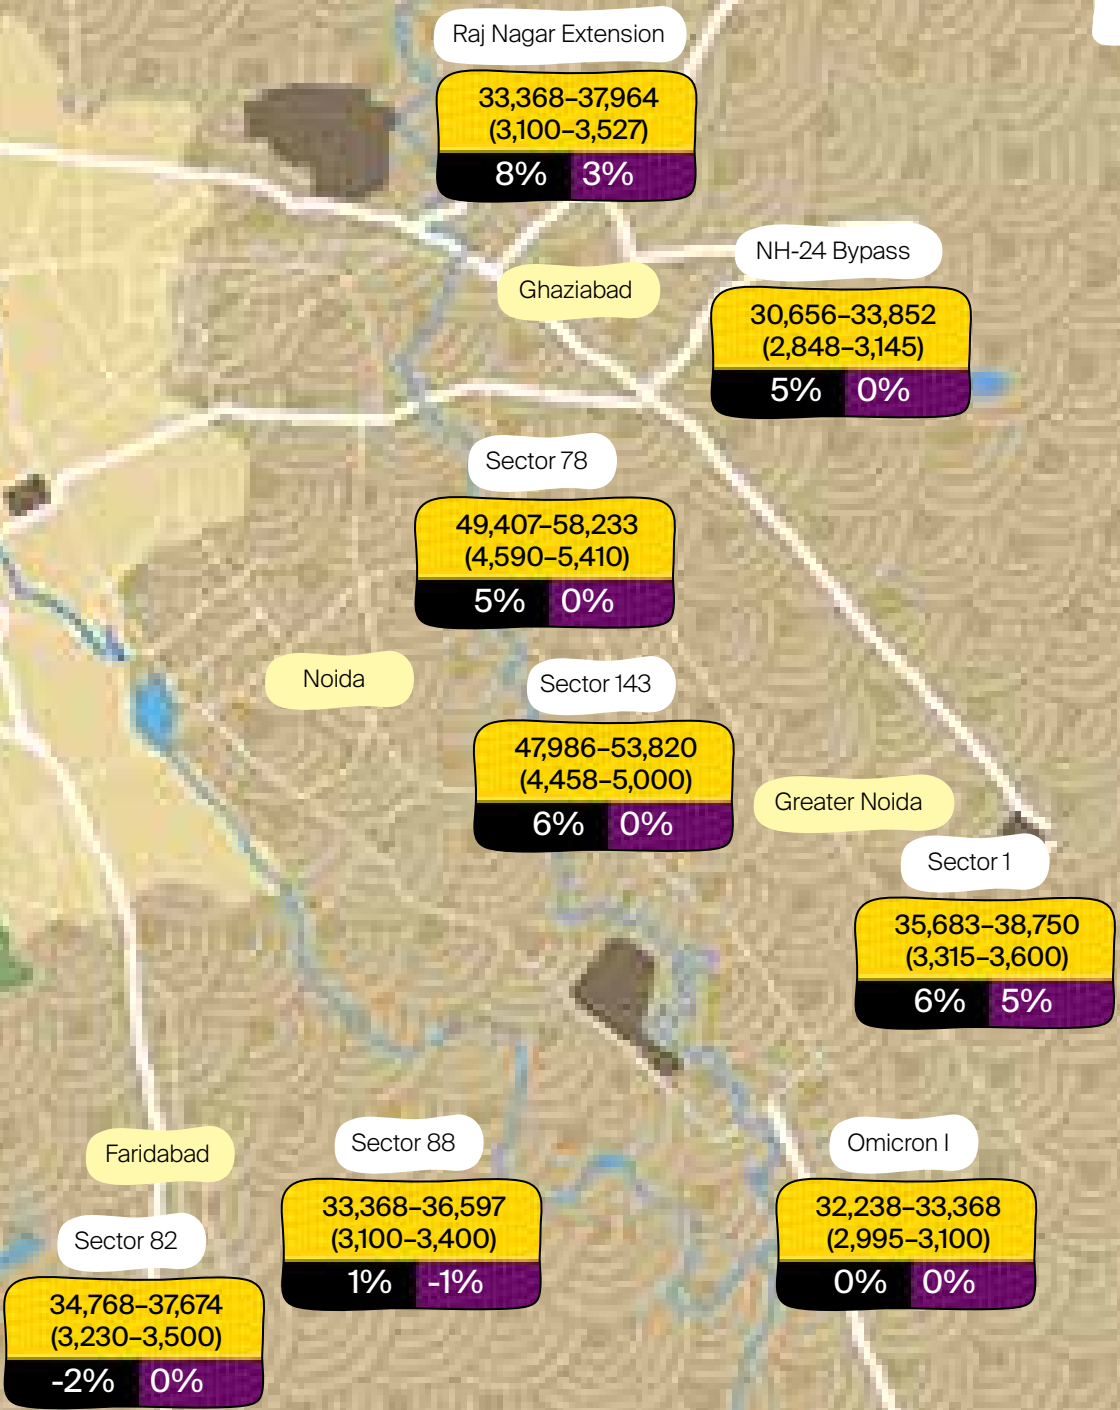 Raj Nagar Extension
33,368–37,964
(3,100–3,527)
8% 3%
NH-24 Bypass
Ghaziabad
30,656–33,852
(2,848–3,145)
5% 0%
Sector 78
49,407–58,233
(4,590–5,410)
5% 0%
Noida
Sector 143
47,986–53,820
(4,458–5,000)
6% 0%
Greater Noida
Sector 1
35,683–38,750
(3,315–3,600)
6% 5%
Faridabad
Sector 88
33,368–36,597
(3,100–3,400)
1% -1%
Omicron I
32,238–33,368
(2,995–3,100)
0% 0%
Sector 82
34,768–37,674
(3,230–3,500)
-2% 0%